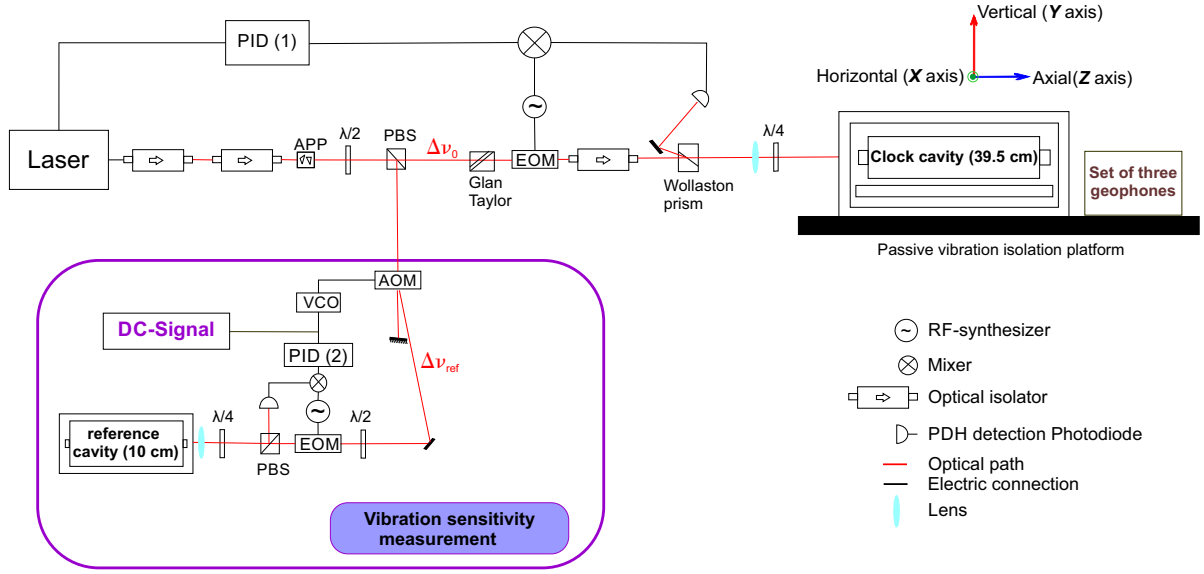 PID (1)
Vertical (Y axis)
Horizontal (X axis)
Axial(Z axis)
~
Laser
APP
λ/2
PBS
Δν0
Glan
Taylor
EOM
Wollaston
prism
λ/4
Clock cavity (39.5 cm)
Set of three
geophones
Passive vibration isolation platform
AOM
VCO
DC-Signal
PID (2)
Δνref
~
λ/4
λ/2
reference
cavity (10 cm)
PBS
EOM
Vibration sensitivity
measurement
~
RF-synthesizer
Mixer
Optical isolator
PDH detection Photodiode
Optical path
Electric connection
Lens